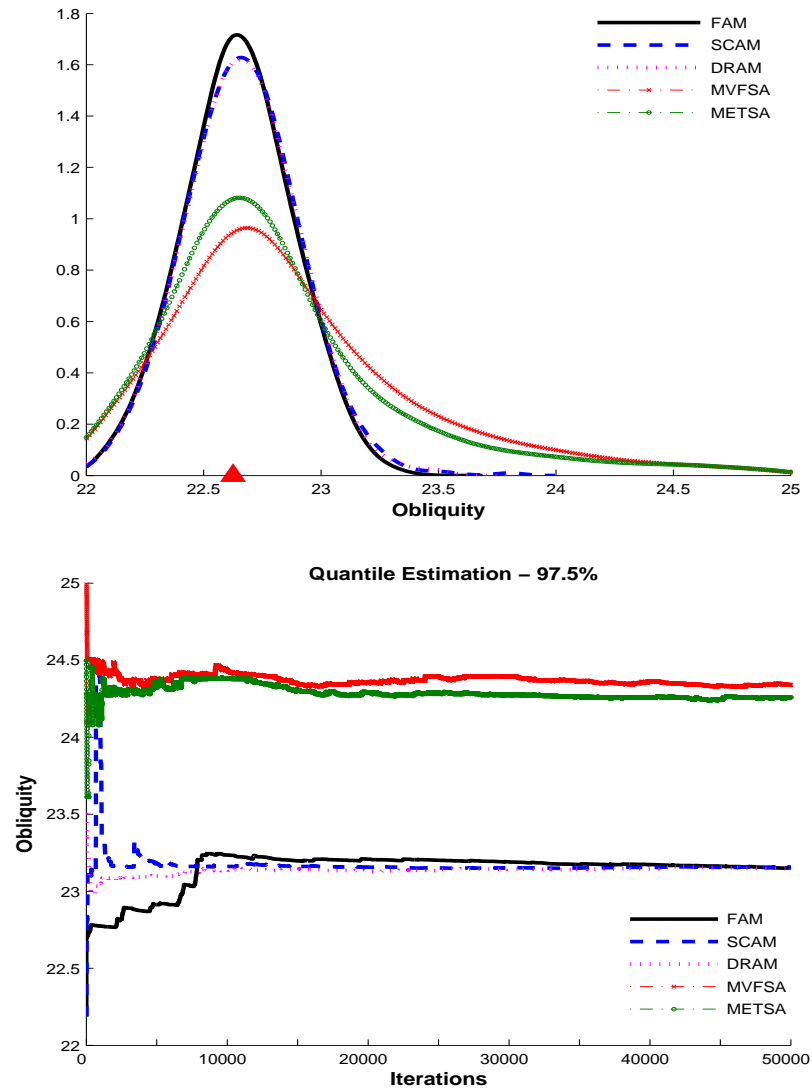 1.8
1.6
1.4
1.2
1
0.8
0.6
0.4
0.2
0
22
22.5
23
23.5
24
24.5
25
Obliquity
FAM
SCAM
DRAM
MVFSA
METSA
Quantile Estimation − 97.5%
25
24.5
24
23.5
23
22.5
22
Obliquity
0
10000
20000
30000
40000
50000
Iterations
FAM
SCAM
DRAM
MVFSA
METSA